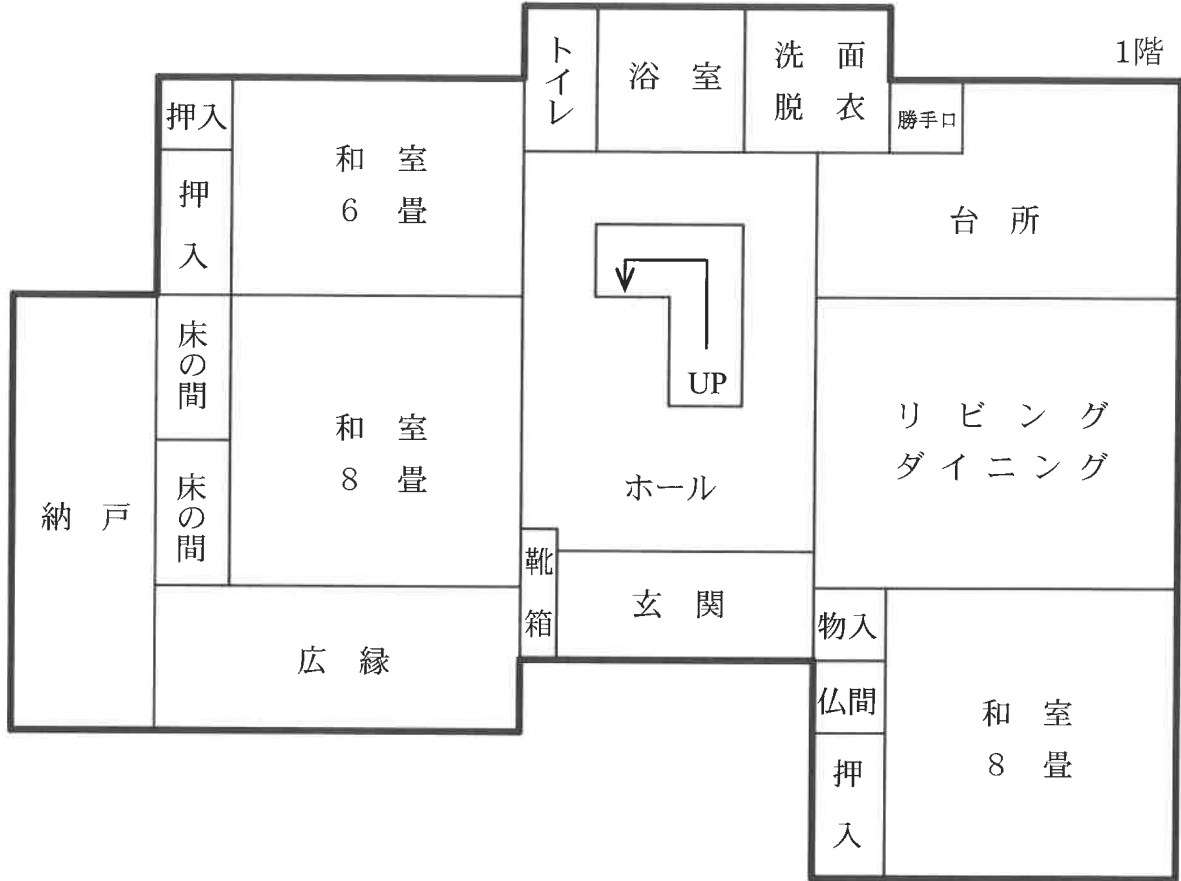 1階
トイレ
浴室
洗面
脱衣
勝手口
押入
和室
6畳
押入
台所
UP
床の間
和室
8畳
リビング
ダイニング
床の間
納戸
ホール
靴箱
玄関
物入
広縁
仏間
和室
8畳
押入